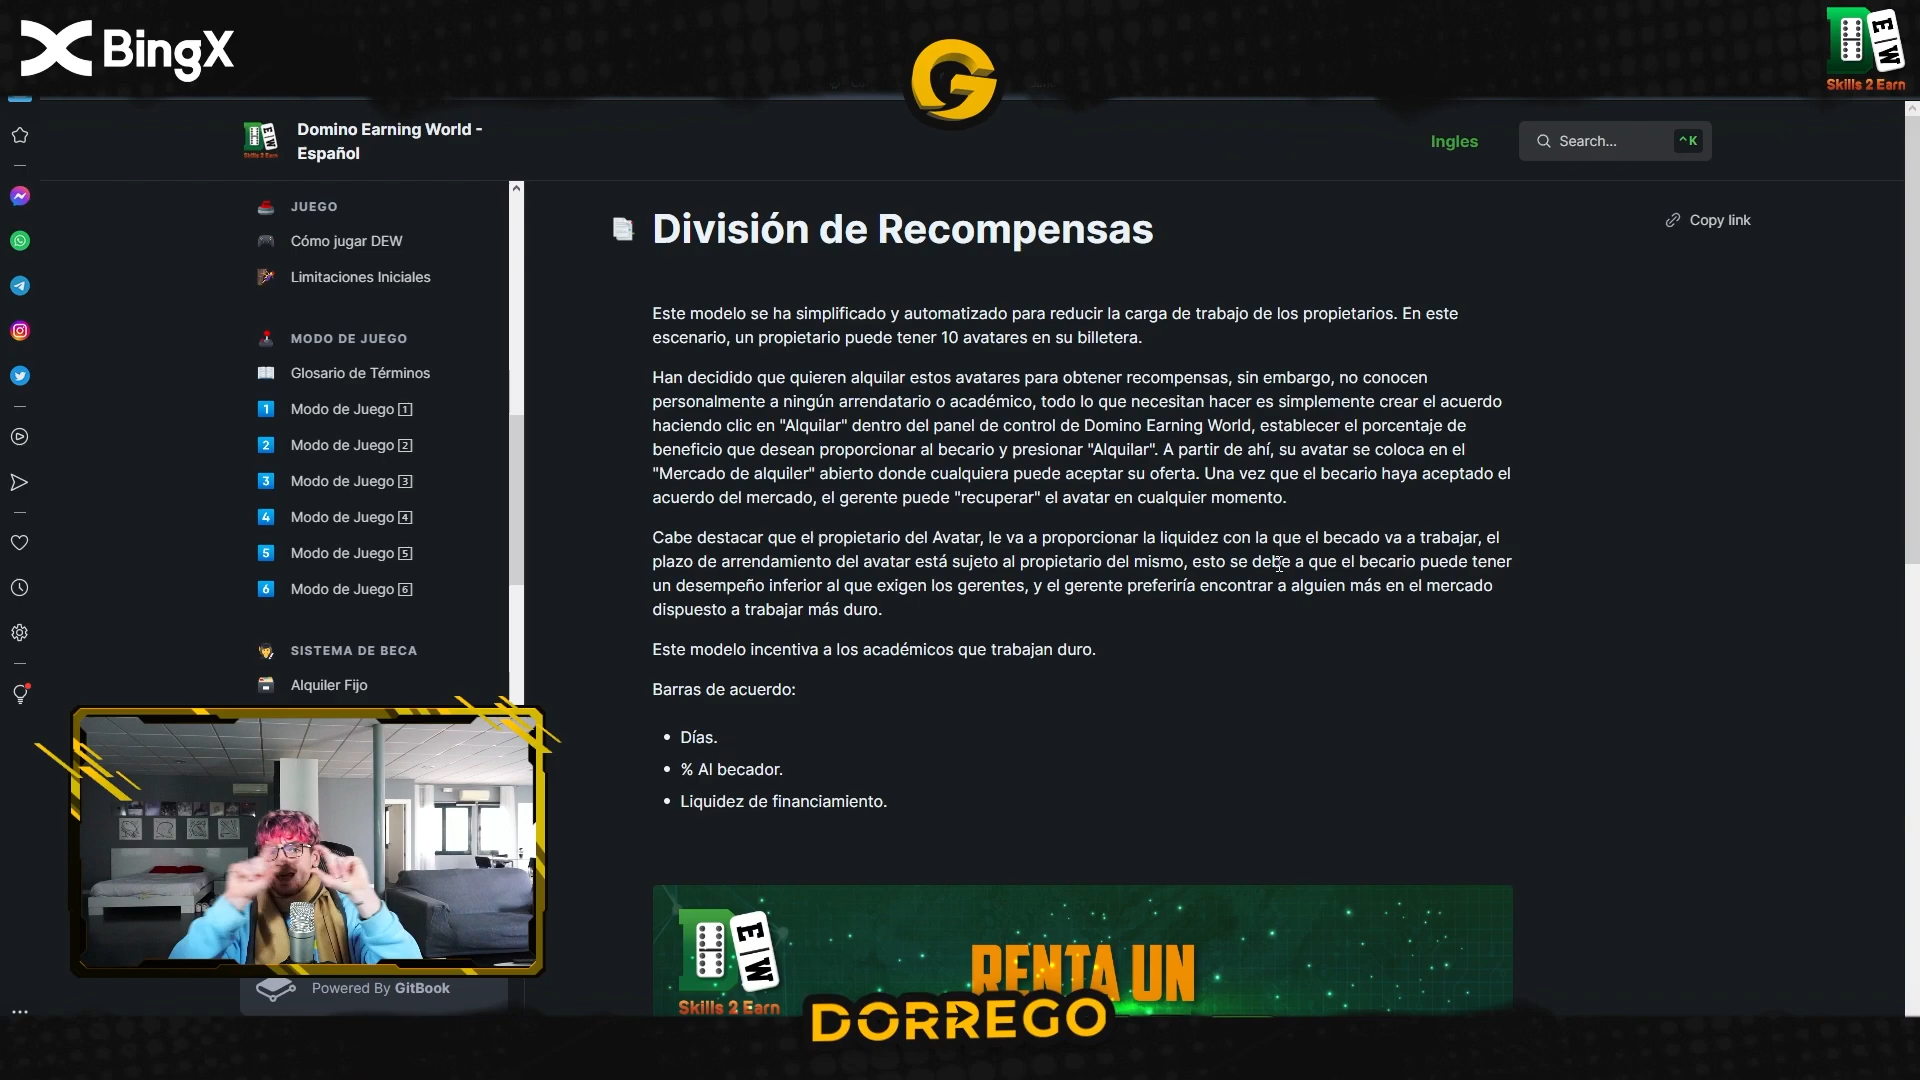 BingX
G
DEW
Skills 2 Earn
Domino Earning World -
Español
Ingles
Search...
^K
JUEGO
Cómo jugar DEW
Limitaciones Iniciales
MODO DE JUEGO
Glosario de Términos
1 Modo de Juego 1
2 Modo de Juego 2
3 Modo de Juego 3
4 Modo de Juego 4
5 Modo de Juego 5
6 Modo de Juego 6
SISTEMA DE BECA
Alquiler Fijo
Powered By GitBook
División de Recompensas
Copy link
Este modelo se ha simplificado y automatizado para reducir la carga de trabajo de los propietarios. En este
escenario, un propietario puede tener 10 avatares en su billetera.
Han decidido que quieren alquilar estos avatares para obtener recompensas, sin embargo, no conocen
personalmente a ningún arrendatario o académico, todo lo que necesitan hacer es simplemente crear el acuerdo
haciendo clic en "Alquilar" dentro del panel de control de Domino Earning World, establecer el porcentaje de
beneficio que desean proporcionar al becario y presionar "Alquilar". A partir de ahí, su avatar se coloca en el
"Mercado de alquiler" abierto donde cualquiera puede aceptar su oferta. Una vez que el becario haya aceptado el
acuerdo del mercado, el gerente puede "recuperar" el avatar en cualquier momento.
Cabe destacar que el propietario del Avatar, le va a proporcionar la liquidez con la que el becado va a trabajar, el
plazo de arrendamiento del avatar está sujeto al propietario del mismo, esto se debe a que el becario puede tener
un desempeño inferior al que exigen los gerentes, y el gerente preferiría encontrar a alguien más en el mercado
dispuesto a trabajar más duro.
Este modelo incentiva a los académicos que trabajan duro.
Barras de acuerdo:
• Días.
• % Al becador.
• Liquidez de financiamiento.
DEW
Skills 2 Earn
RENTA UN
DORREGO